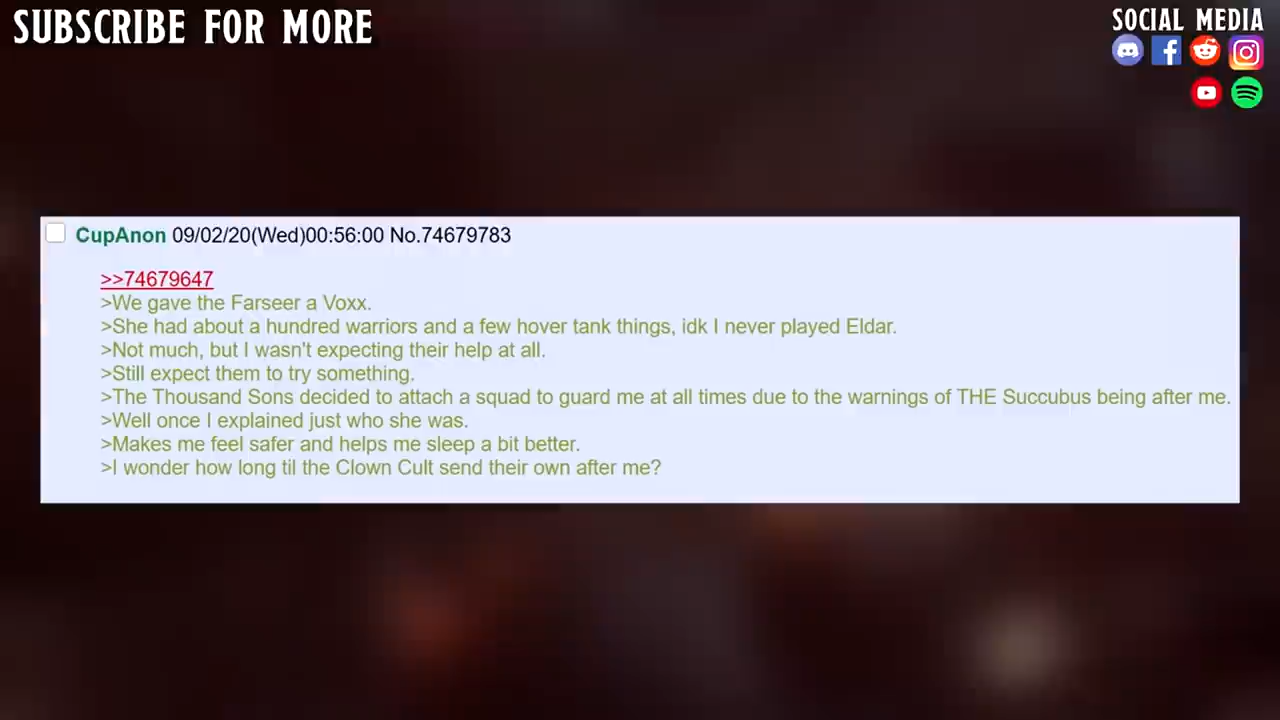 SUBSCRIBE FOR MORE
SOCIAL MEDIA
CupAnon 09/02/20(Wed)00:56:00 No.74679783
>>74679647
>We gave the Farseer a Voxx.
>She had about a hundred warriors and a few hover tank things, idk I never played Eldar.
>Not much, but I wasn't expecting their help at all.
>Still expect them to try something.
>The Thousand Sons decided to attach a squad to guard me at all times due to the warnings of THE Succubus being after me.
>Well once I explained just who she was.
>Makes me feel safer and helps me sleep a bit better.
>I wonder how long til the Clown Cult send their own after me?